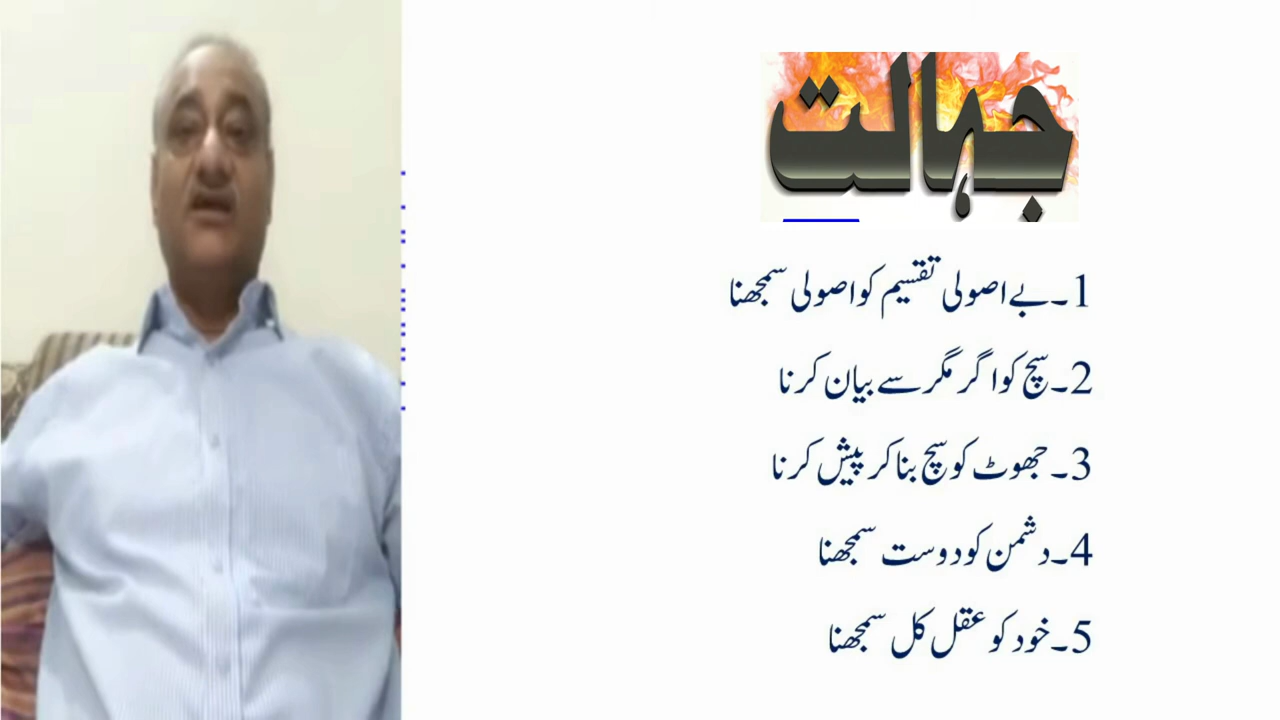 جہالت
1۔بے اصولی تقسیم کو اصولی سمجھنا
2۔سچ کو اگر مگر سے بیان کرنا
3۔جھوٹ کو سچ بنا کر پیش کرنا
4۔دشمن کو دوست سمجھنا
5۔خود کو عقل کل سمجھنا